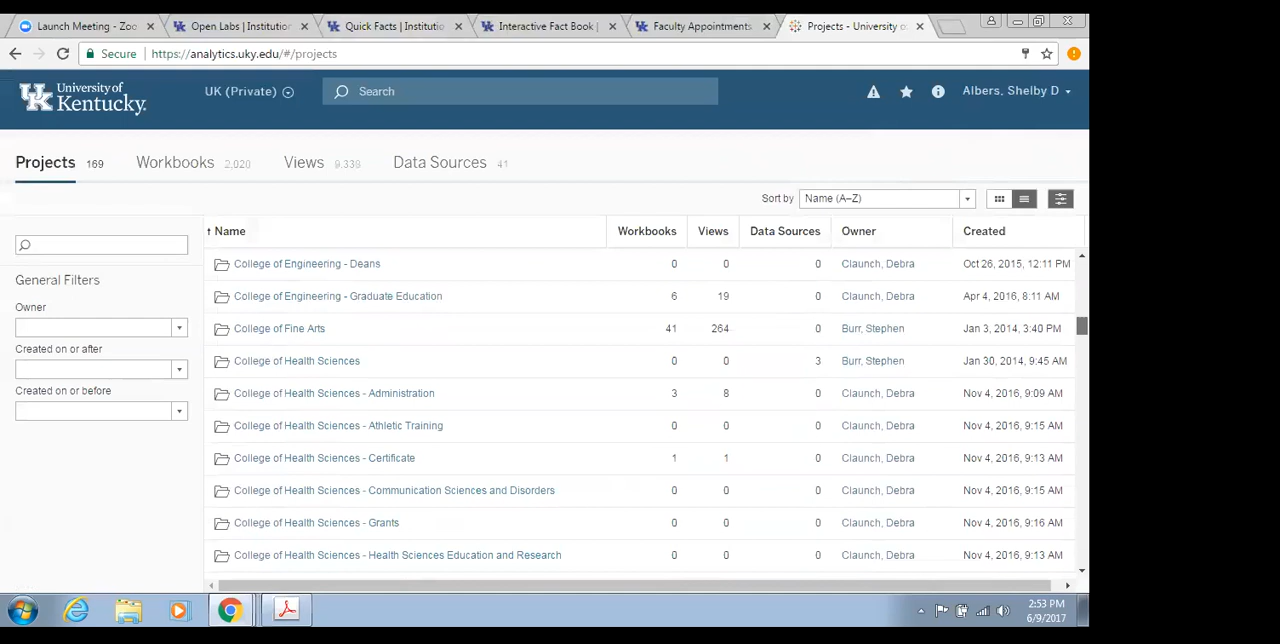 Launch Meeting - Zoo
Open Labs | Institution
Quick Facts | Institutio
Interactive Fact Book |
Faculty Appointments
Projects - University o
Secure https://analytics.uky.edu/#/projects
University of Kentucky
UK (Private)
Search
Albers, Shelby D
Projects 169 Workbooks 2,020 Views 9,339 Data Sources 41
Sort by Name (A–Z)
General Filters
Owner
Created on or after
Created on or before
↑ Name Workbooks Views Data Sources Owner Created
College of Engineering - Deans 0 0 0 Claunch, Debra Oct 26, 2015, 12:11 PM
College of Engineering - Graduate Education 6 19 0 Claunch, Debra Apr 4, 2016, 8:11 AM
College of Fine Arts 41 264 0 Burr, Stephen Jan 3, 2014, 3:40 PM
College of Health Sciences 0 0 3 Burr, Stephen Jan 30, 2014, 9:45 AM
College of Health Sciences - Administration 3 8 0 Claunch, Debra Nov 4, 2016, 9:09 AM
College of Health Sciences - Athletic Training 0 0 0 Claunch, Debra Nov 4, 2016, 9:15 AM
College of Health Sciences - Certificate 1 1 0 Claunch, Debra Nov 4, 2016, 9:13 AM
College of Health Sciences - Communication Sciences and Disorders 0 0 0 Claunch, Debra Nov 4, 2016, 9:15 AM
College of Health Sciences - Grants 0 0 0 Claunch, Debra Nov 4, 2016, 9:16 AM
College of Health Sciences - Health Sciences Education and Research 0 0 0 Claunch, Debra Nov 4, 2016, 9:13 AM
2:53 PM
6/9/2017